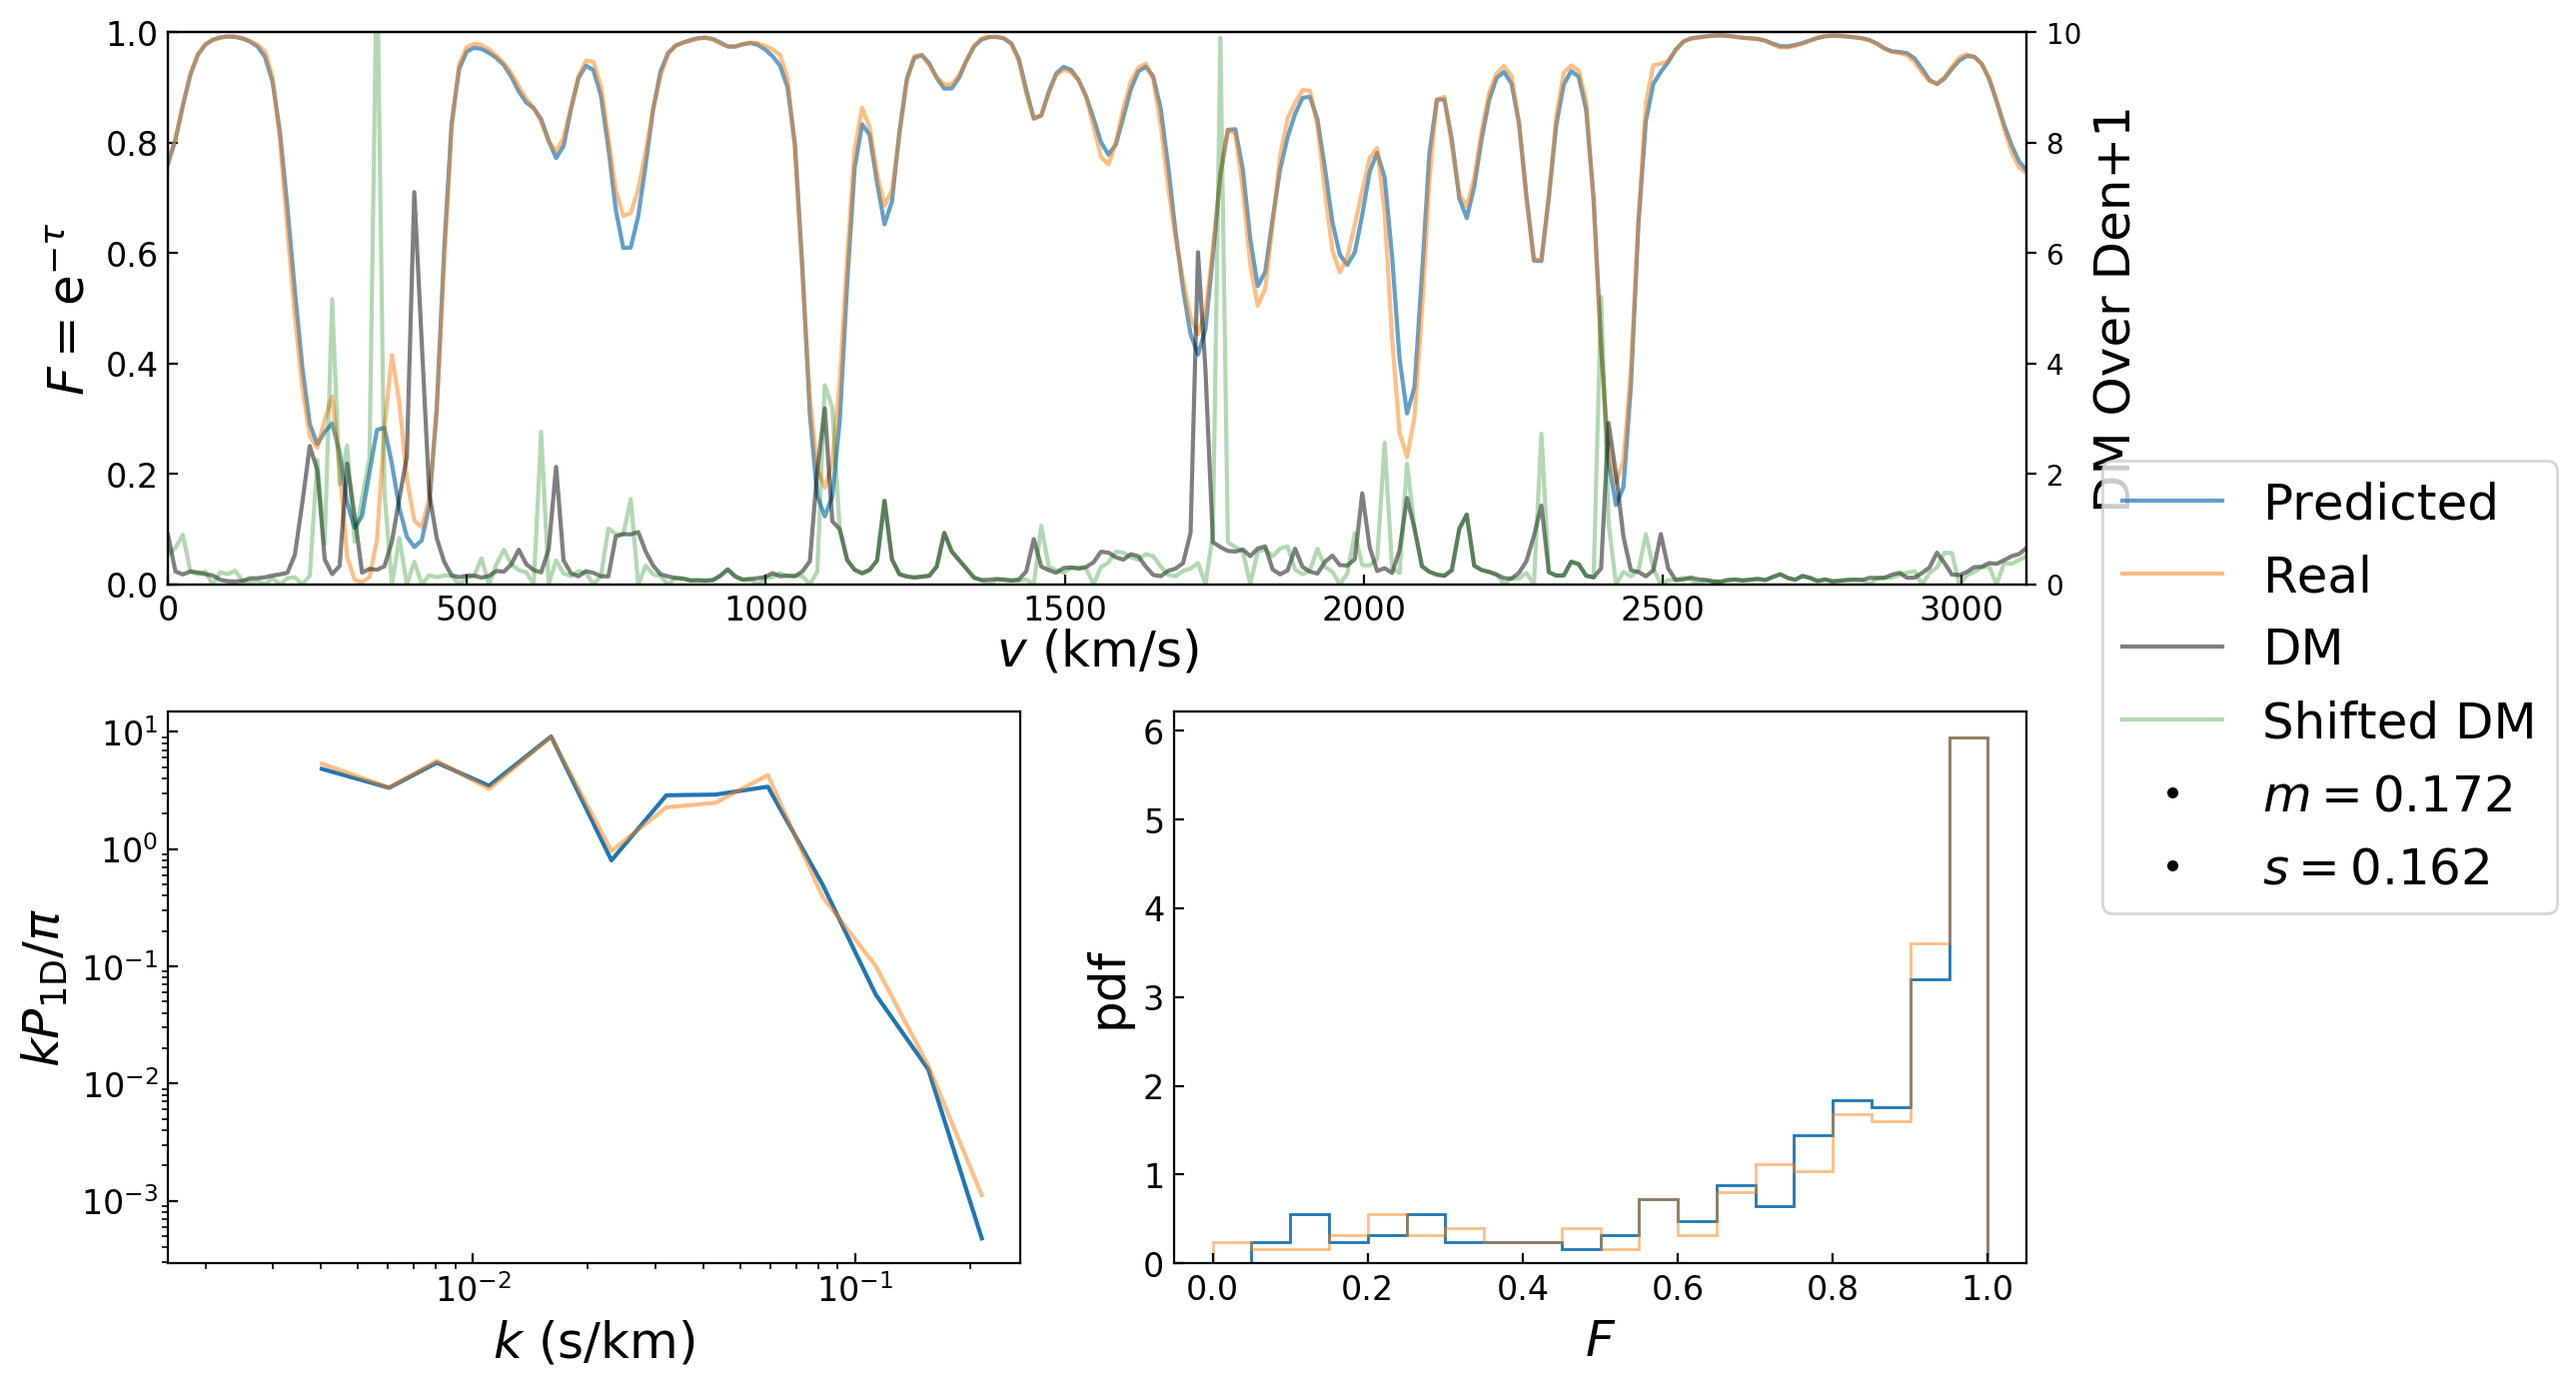 1.0
0.8
0.6
0.4
0.2
0.0
F = e^{−τ}
10
8
6
4
2
0
DM Over Den+1
0 500 1000 1500 2000 2500 3000
v (km/s)
Predicted
Real
DM
Shifted DM
m = 0.172
s = 0.162
10^1
10^0
10^{−1}
10^{−2}
10^{−3}
kP_{1D}/π
10^{−2} 10^{−1}
k (s/km)
6
5
4
3
2
1
0
pdf
0.0 0.2 0.4 0.6 0.8 1.0
F